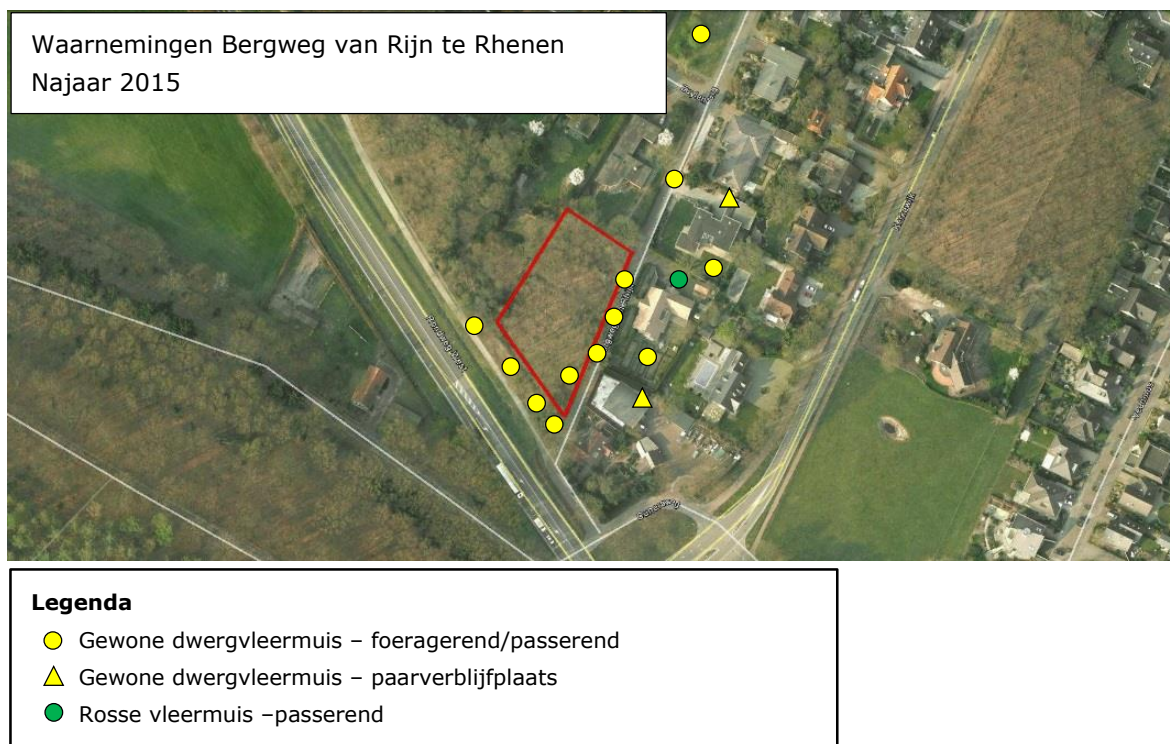 Waarnemingen Bergweg van Rijn te Rhenen
Najaar 2015
Legenda
Gewone dwergvleermuis – foeragerend/passerend
Gewone dwergvleermuis – paarverblijfplaats
Rosse vleermuis –passerend